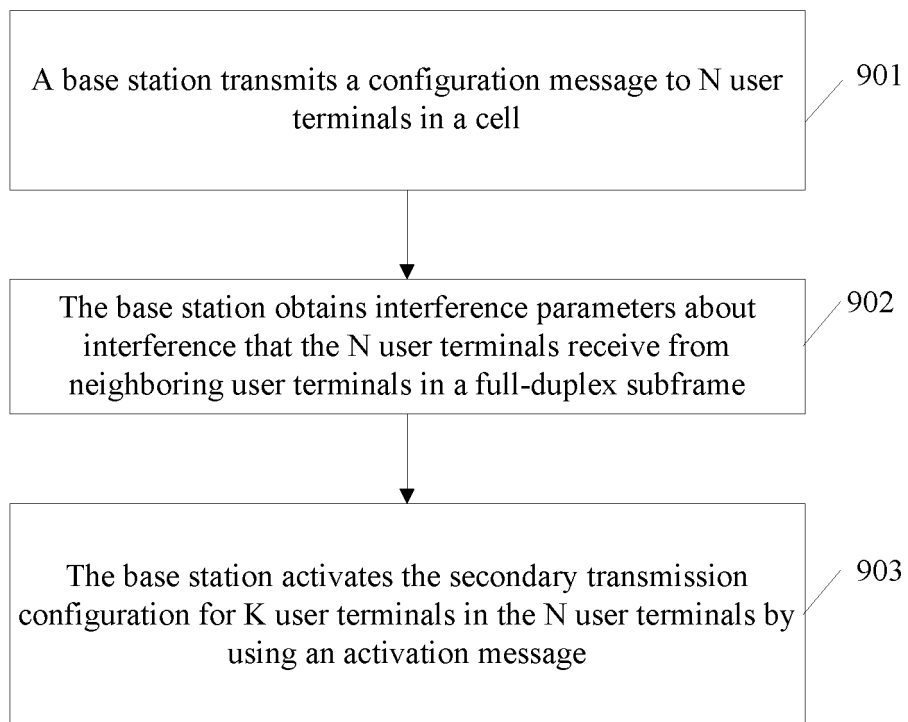 A base station transmits a configuration message to N user
terminals in a cell
901
The base station obtains interference parameters about
interference that the N user terminals receive from
neighboring user terminals in a full-duplex subframe
902
The base station activates the secondary transmission
configuration for K user terminals in the N user terminals by
using an activation message
903